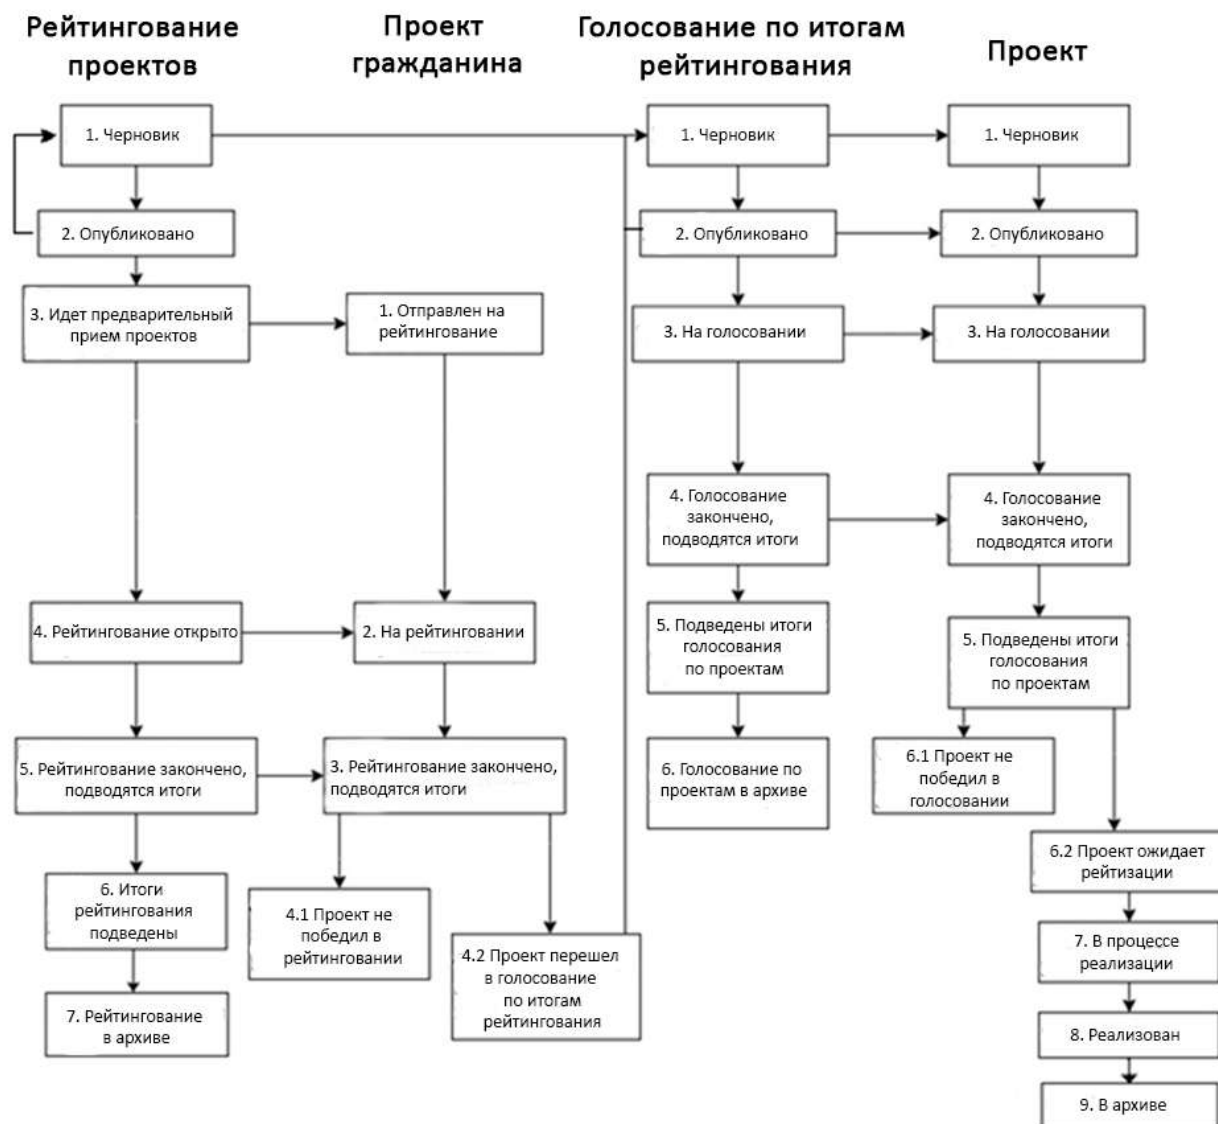 Рейтингование
проектов
Проект
гражданина
Голосование по итогам
рейтингования
Проект
1. Черновик
2. Опубликовано
3. Идет предварительный
прием проектов
4. Рейтингование открыто
5. Рейтингование закончено,
подводятся итоги
6. Итоги
рейтингования
подведены
7. Рейтингование
в архиве
1. Отправлен на
рейтингование
2. На рейтинговании
3. Рейтингование закончено,
подводятся итоги
4.1 Проект не
победил в
рейтинговании
4.2 Проект перешел
в голосование
по итогам
рейтингования
1. Черновик
2. Опубликовано
3. На голосовании
4. Голосование
закончено,
подводятся итоги
5. Подведены итоги
голосования
по проектам
6. Голосование по
проектам в архиве
1. Черновик
2. Опубликовано
3. На голосовании
4. Голосование
закончено,
подводятся итоги
5. Подведены итоги
голосования
по проектам
6.1 Проект не
победил в
голосовании
6.2 Проект ожидает
рейтизации
7. В процессе
реализации
8. Реализован
9. В архиве